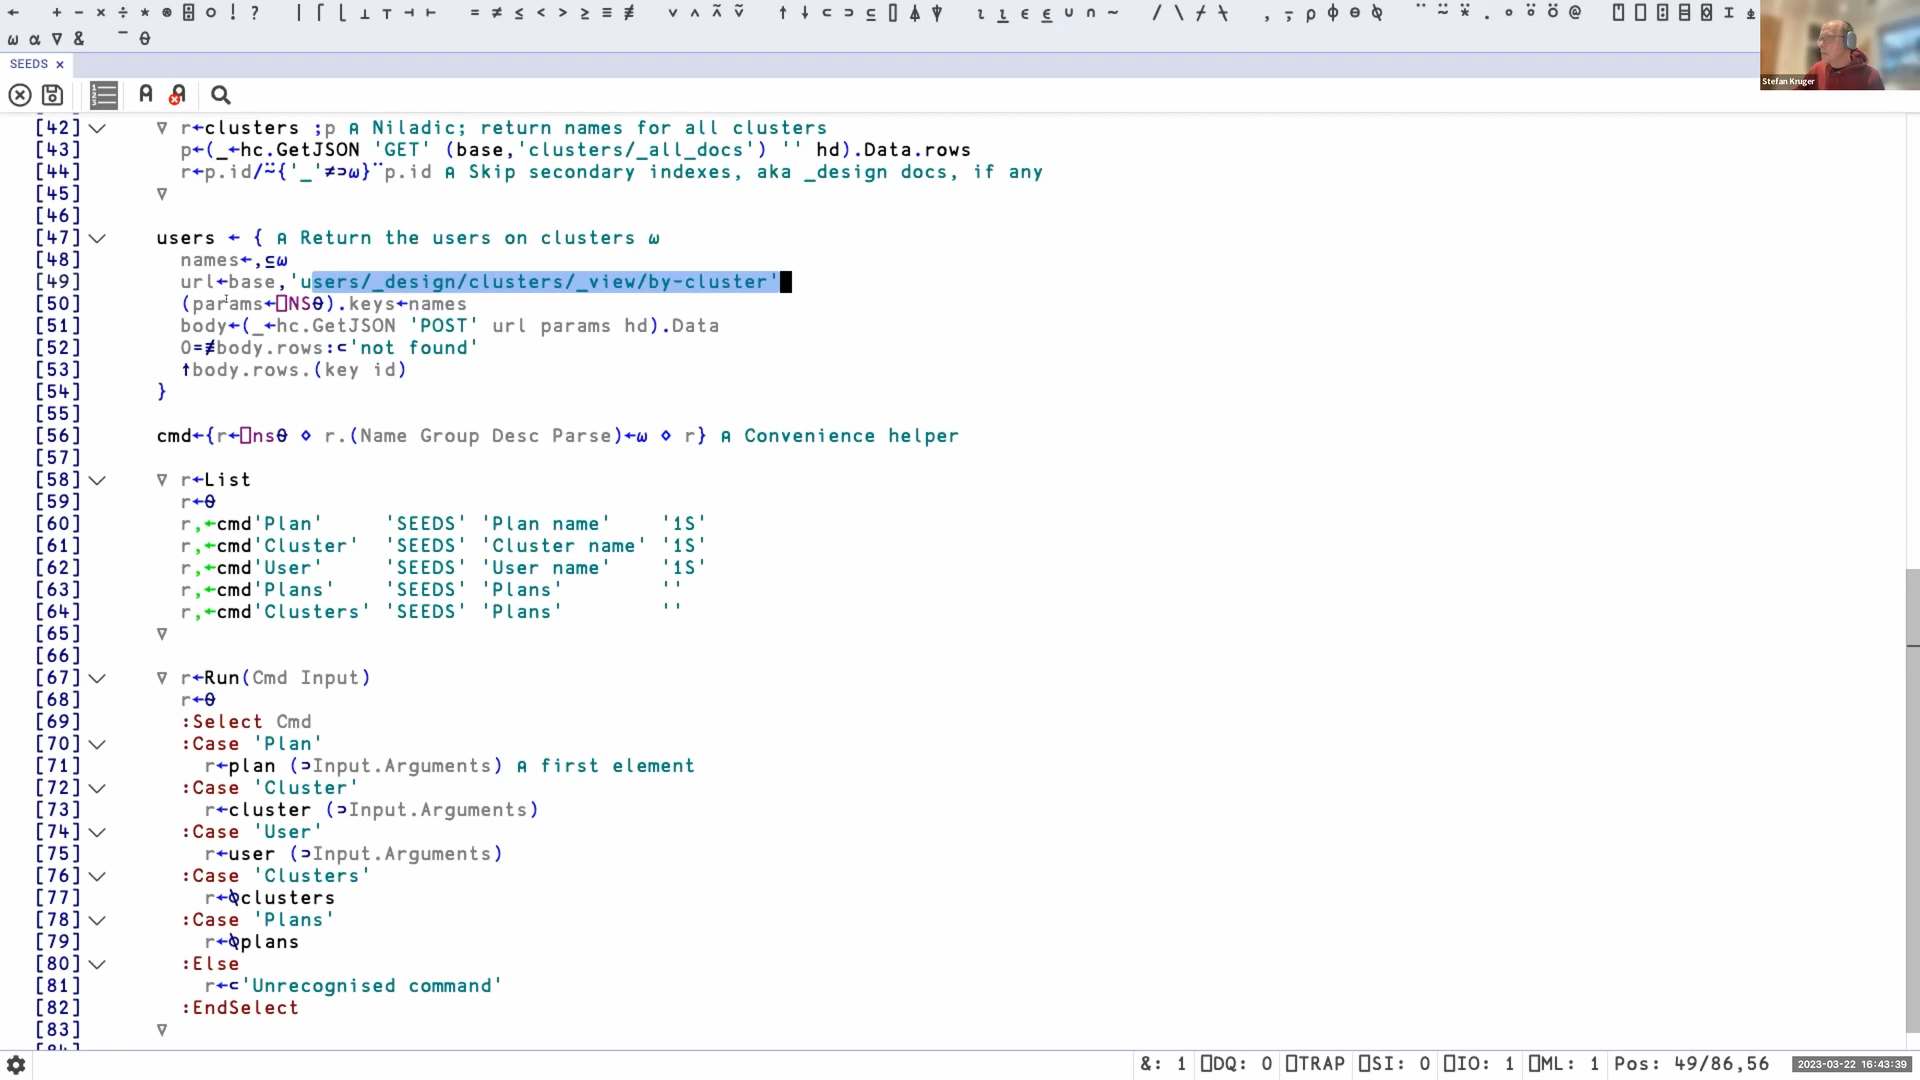 ← + - × ÷ * ⍟ ⌹ ○ ! ? | ⌈ ⌊ ⊥ ⊤ ⊣ ⊢ = ≠ ≤ < > ≥ ≡ ≢ ∨ ∧ ⍲ ⍱ ↑ ↓ ⊂ ⊃ ⊆ ⌷ ⍋ ⍒ ⍳ ⍸ ∊ ⍷ ∪ ∩ ~ / \ ⌿ ⍀ , ⍪ ⍴ ⌽ ⊖ ⍉ ¨ ⍨ ⍣ . ∘ ⍤ ⍥ @ ⍞ ⎕ ⍠ ⌸ ⌺ ⌶ ⍎
⍵ ⍺ ∇ & ¯ ⍬
Stefan Kruger
SEEDS ×
[42] ∇ r←clusters ;p ⍝ Niladic; return names for all clusters
[43] p←(_←hc.GetJSON 'GET' (base,'clusters/_all_docs') '' hd).Data.rows
[44] r←p.id/⍨{'_'≠⊃⍵}¨p.id ⍝ Skip secondary indexes, aka _design docs, if any
[45] ∇
[46]
[47] users ← { ⍝ Return the users on clusters ⍵
[48] names←,⊆⍵
[49] url←base,'users/_design/clusters/_view/by-cluster'
[50] (params←⎕NS⍬).keys←names
[51] body←(_←hc.GetJSON 'POST' url params hd).Data
[52] 0=≢body.rows:⊂'not found'
[53] ↑body.rows.(key id)
[54] }
[55]
[56] cmd←{r←⎕ns⍬ ⋄ r.(Name Group Desc Parse)←⍵ ⋄ r} ⍝ Convenience helper
[57]
[58] ∇ r←List
[59] r←⍬
[60] r,←cmd'Plan' 'SEEDS' 'Plan name' '1S'
[61] r,←cmd'Cluster' 'SEEDS' 'Cluster name' '1S'
[62] r,←cmd'User' 'SEEDS' 'User name' '1S'
[63] r,←cmd'Plans' 'SEEDS' 'Plans' ''
[64] r,←cmd'Clusters' 'SEEDS' 'Plans' ''
[65] ∇
[66]
[67] ∇ r←Run(Cmd Input)
[68] r←⍬
[69] :Select Cmd
[70] :Case 'Plan'
[71] r←plan (⊃Input.Arguments) ⍝ first element
[72] :Case 'Cluster'
[73] r←cluster (⊃Input.Arguments)
[74] :Case 'User'
[75] r←user (⊃Input.Arguments)
[76] :Case 'Clusters'
[77] r←⍉clusters
[78] :Case 'Plans'
[79] r←⍉plans
[80] :Else
[81] r←⊂'Unrecognised command'
[82] :EndSelect
[83] ∇
&: 1 ⎕DQ: 0 ⎕TRAP ⎕SI: 0 ⎕IO: 1 ⎕ML: 1 Pos: 49/86,56 2023-03-22 16:43:39